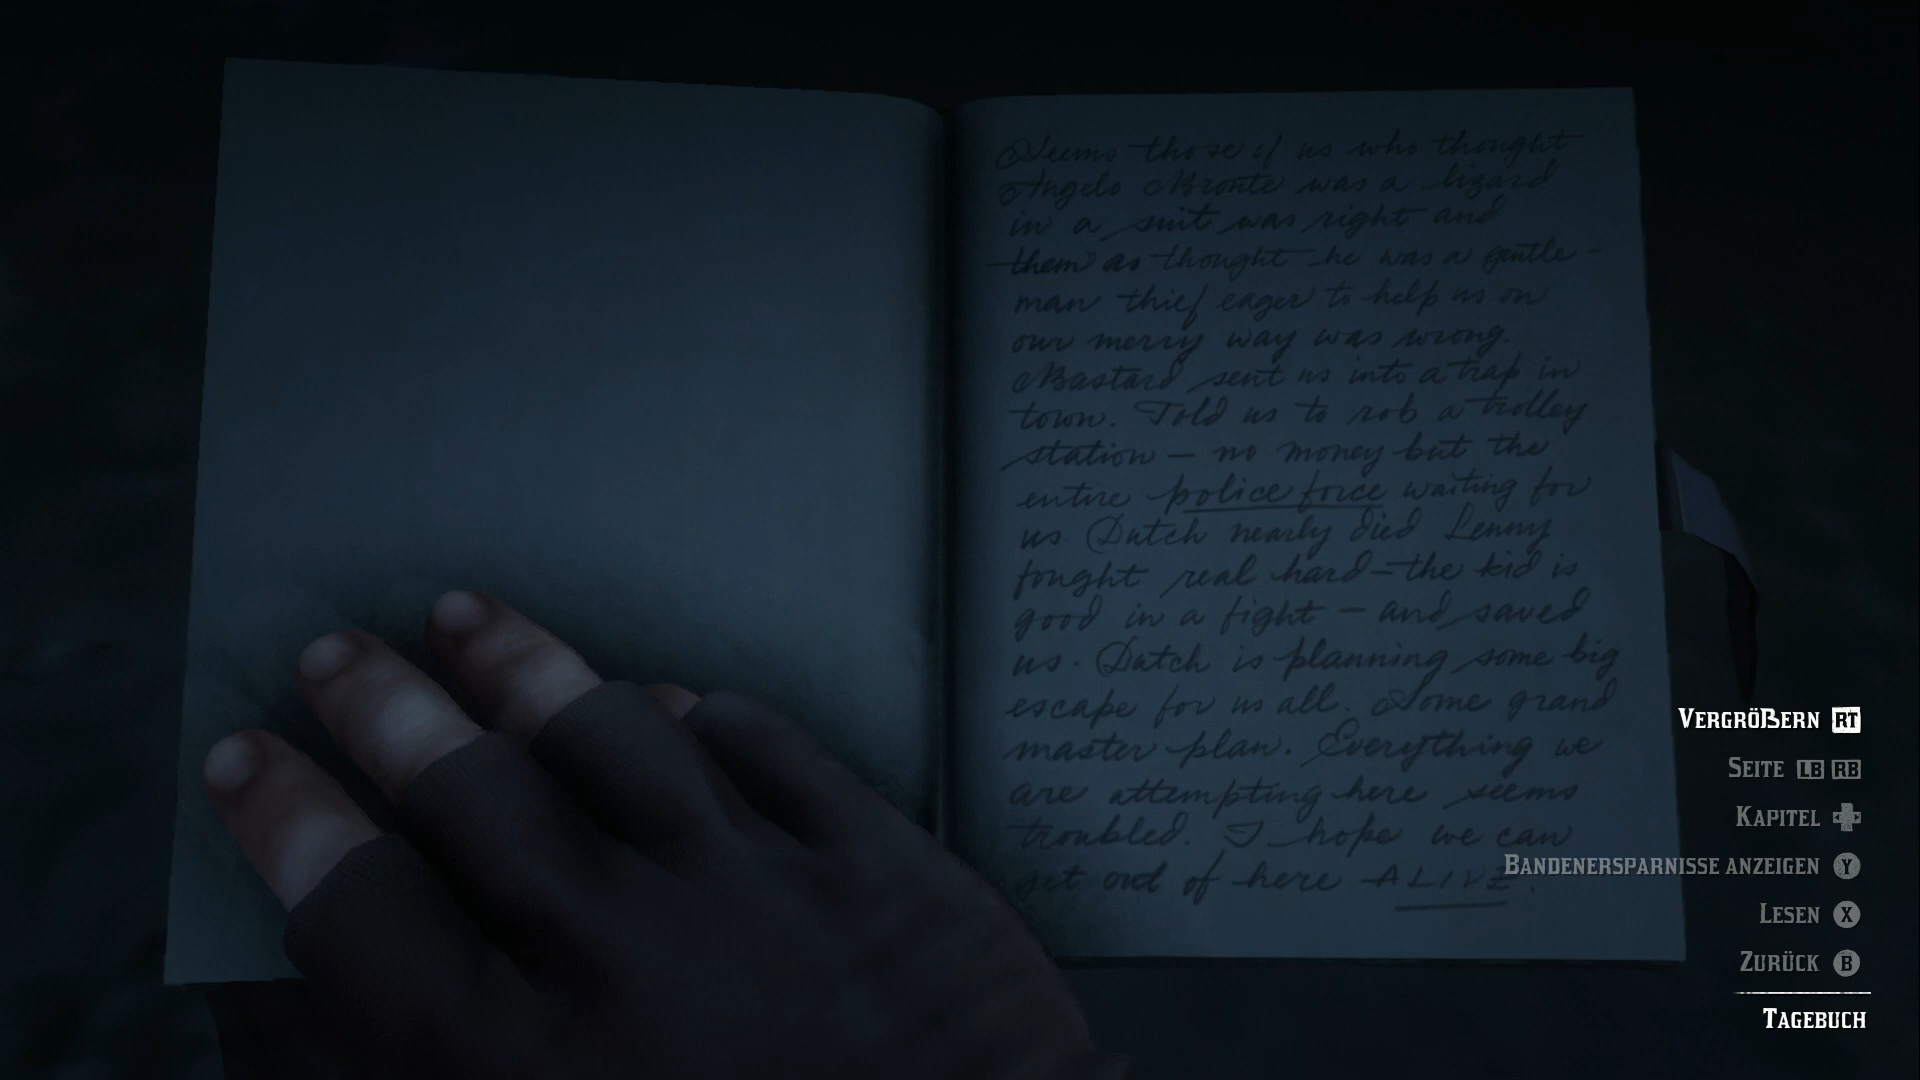 Seems those of us who thought
Angelo Bronte was a lizard
in a suit was right and
them as thought he was a gentle-
man thief eager to help us on
our merry way was wrong.
Bastard sent us into a trap in
town. Told us to rob a trolley
station — no money but the
entire police force waiting for
us. Dutch nearly died Lenny
fought real hard — the kid is
good in a fight — and saved
us. Dutch is planning some big
escape for us all. Some grand
master plan. Everything we
are attempting here seems
troubled. I hope we can
get out of here ALIVE.
Vergrößern RT
Seite LB RB
Kapitel
Bandenersparnisse anzeigen Y
Lesen X
Zurück B
Tagebuch